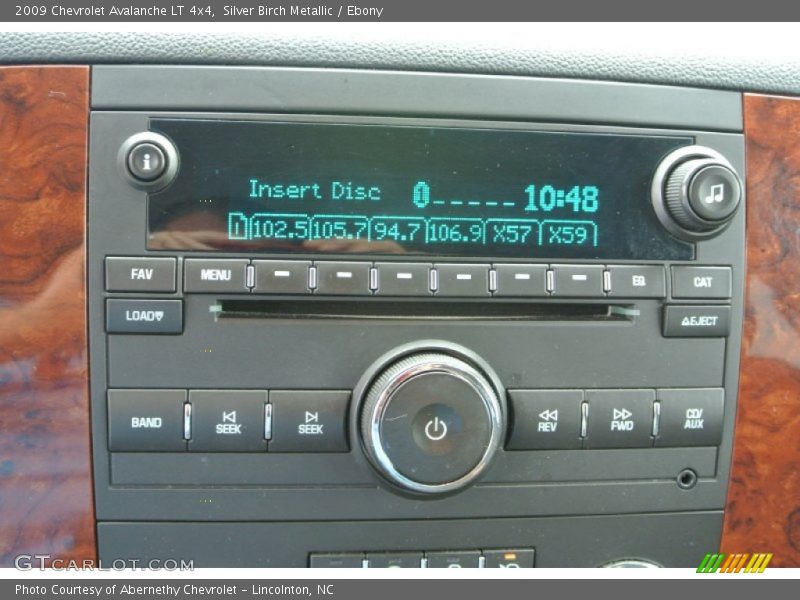 2009 Chevrolet Avalanche LT 4x4, Silver Birch Metallic / Ebony
i
Insert Disc 0_ _ _ _ _ 10:48
1 102.5 105.7 94.7 106.9 X57 X59
FAV MENU EQ CAT
LOAD EJECT
BAND SEEK SEEK REV FWD CD/AUX
GTCARLOT.COM
Photo Courtesy of Abernethy Chevrolet – Lincolnton, NC